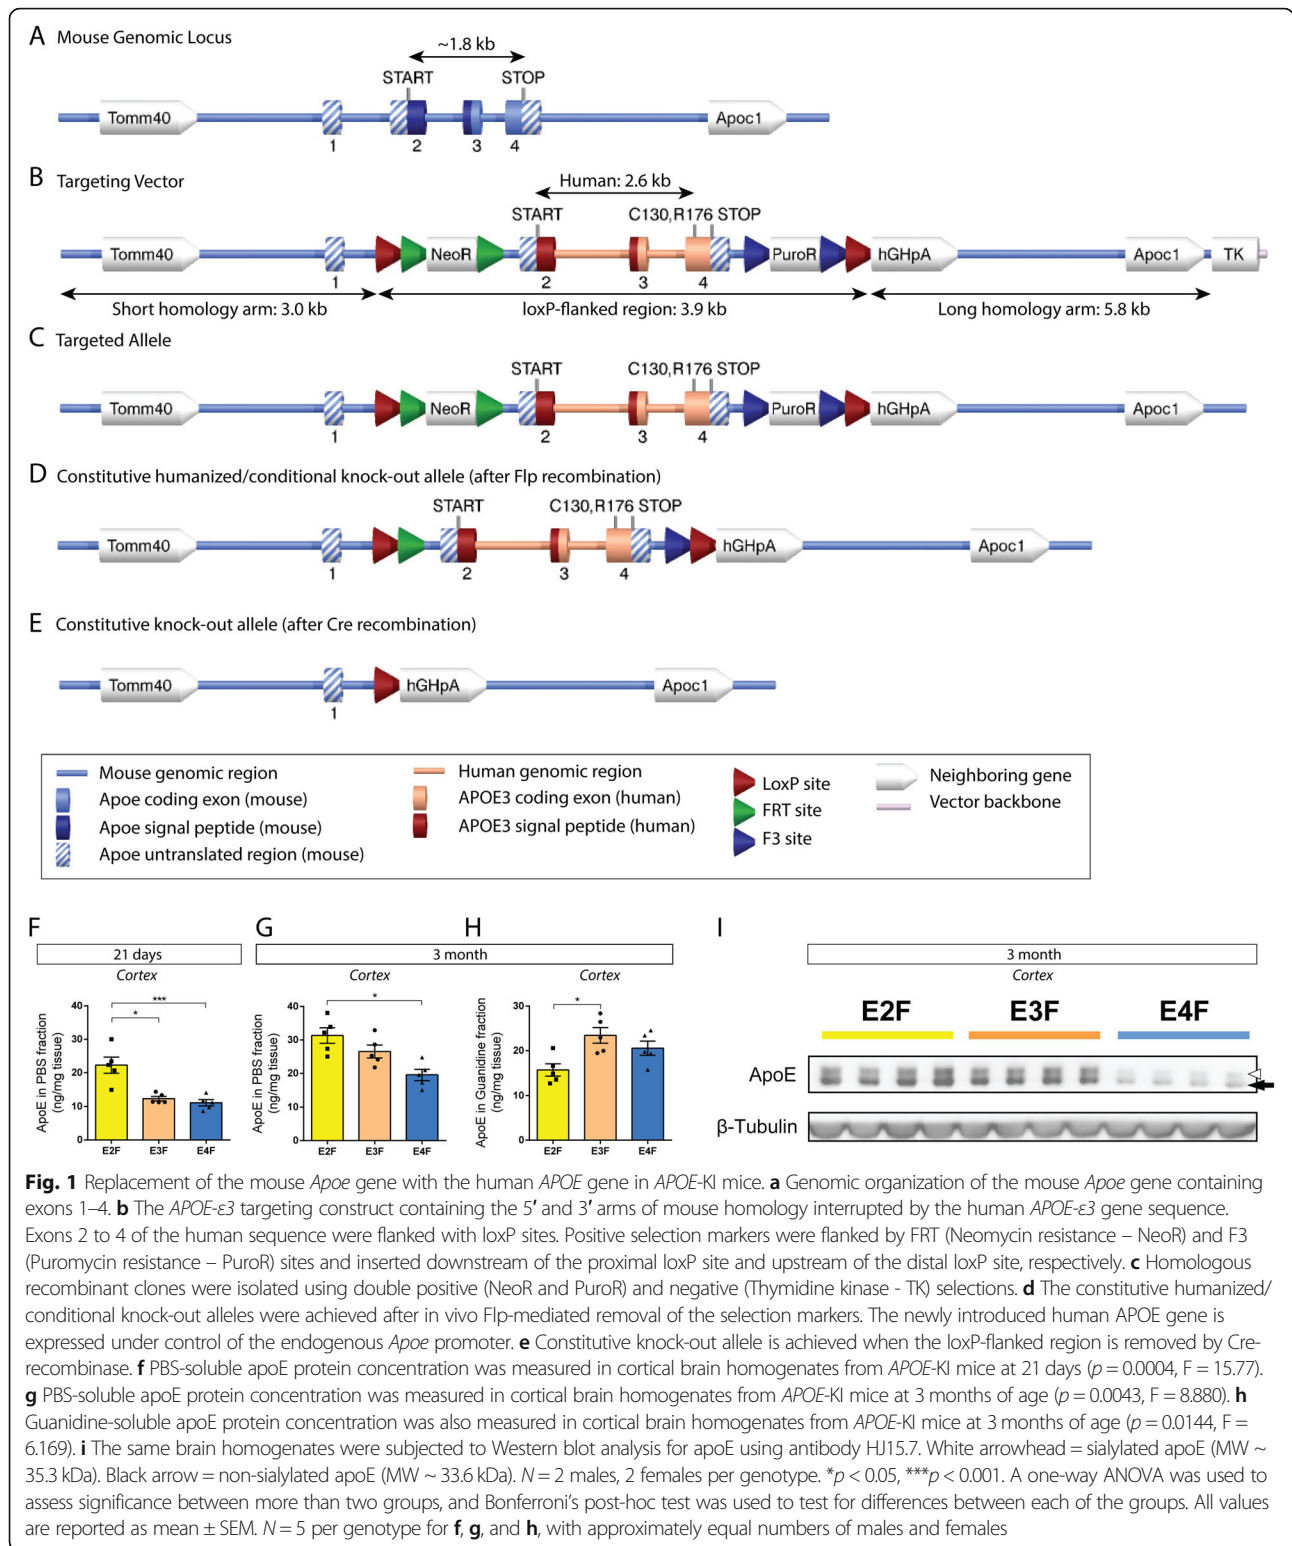 A Mouse Genomic Locus
~1.8 kb
START STOP
Tomm40 Apoc1
1 2 3 4
B Targeting Vector
Human: 2.6 kb
START C130,R176 STOP
Tomm40 NeoR PuroR hGHpA Apoc1 TK
1 2 3 4
Short homology arm: 3.0 kb loxP-flanked region: 3.9 kb Long homology arm: 5.8 kb
C Targeted Allele
START C130,R176 STOP
Tomm40 NeoR PuroR hGHpA Apoc1
1 2 3 4
D Constitutive humanized/conditional knock-out allele (after Flp recombination)
START C130,R176 STOP
Tomm40 hGHpA Apoc1
1 2 3 4
E Constitutive knock-out allele (after Cre recombination)
Tomm40 hGHpA Apoc1
1
Mouse genomic region
Apoe coding exon (mouse)
Apoe signal peptide (mouse)
Apoe untranslated region (mouse)
Human genomic region
APOE3 coding exon (human)
APOE3 signal peptide (human)
LoxP site
FRT site
F3 site
Neighboring gene
Vector backbone
F
21 days
Cortex
ApoE in PBS fraction
(ng/mg tissue)
40
30
20
10
0
***
*
E2F E3F E4F
G H
3 month
Cortex
ApoE in PBS fraction
(ng/mg tissue)
40
30
20
10
0
*
E2F E3F E4F
Cortex
ApoE in Guanidine fraction
(ng/mg tissue)
30
20
10
0
*
E2F E3F E4F
I
3 month
Cortex
E2F E3F E4F
ApoE
β-Tubulin
Fig. 1 Replacement of the mouse Apoe gene with the human APOE gene in APOE-KI mice. a Genomic organization of the mouse Apoe gene containing
exons 1–4. b The APOE-ε3 targeting construct containing the 5′ and 3′ arms of mouse homology interrupted by the human APOE-ε3 gene sequence.
Exons 2 to 4 of the human sequence were flanked with loxP sites. Positive selection markers were flanked by FRT (Neomycin resistance – NeoR) and F3
(Puromycin resistance – PuroR) sites and inserted downstream of the proximal loxP site and upstream of the distal loxP site, respectively. c Homologous
recombinant clones were isolated using double positive (NeoR and PuroR) and negative (Thymidine kinase - TK) selections. d The constitutive humanized/
conditional knock-out alleles were achieved after in vivo Flp-mediated removal of the selection markers. The newly introduced human APOE gene is
expressed under control of the endogenous Apoe promoter. e Constitutive knock-out allele is achieved when the loxP-flanked region is removed by Cre-
recombinase. f PBS-soluble apoE protein concentration was measured in cortical brain homogenates from APOE-KI mice at 21 days (p = 0.0004, F = 15.77).
g PBS-soluble apoE protein concentration was measured in cortical brain homogenates from APOE-KI mice at 3 months of age (p = 0.0043, F = 8.880). h
Guanidine-soluble apoE protein concentration was also measured in cortical brain homogenates from APOE-KI mice at 3 months of age (p = 0.0144, F =
6.169). i The same brain homogenates were subjected to Western blot analysis for apoE using antibody HJ15.7. White arrowhead = sialylated apoE (MW ~
35.3 kDa). Black arrow = non-sialylated apoE (MW ~ 33.6 kDa). N = 2 males, 2 females per genotype. *p < 0.05, ***p < 0.001. A one-way ANOVA was used to
assess significance between more than two groups, and Bonferroni's post-hoc test was used to test for differences between each of the groups. All values
are reported as mean ± SEM. N = 5 per genotype for f, g, and h, with approximately equal numbers of males and females